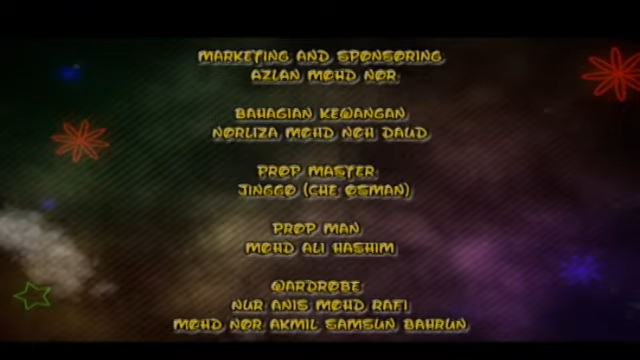 MARKETING AND SPONSORING
AZLAN MOHD NOR
BAHAGIAN KEWANGAN
NORLIZA MOHD NOH DAUD
PROP MASTER
JINGGO (CHE OSMAN)
PROP MAN
MOHD ALI HASHIM
WARDROBE
NUR ANIS MOHD RAFI
MOHD NOR AKMIL SAMSUN BAHRUN